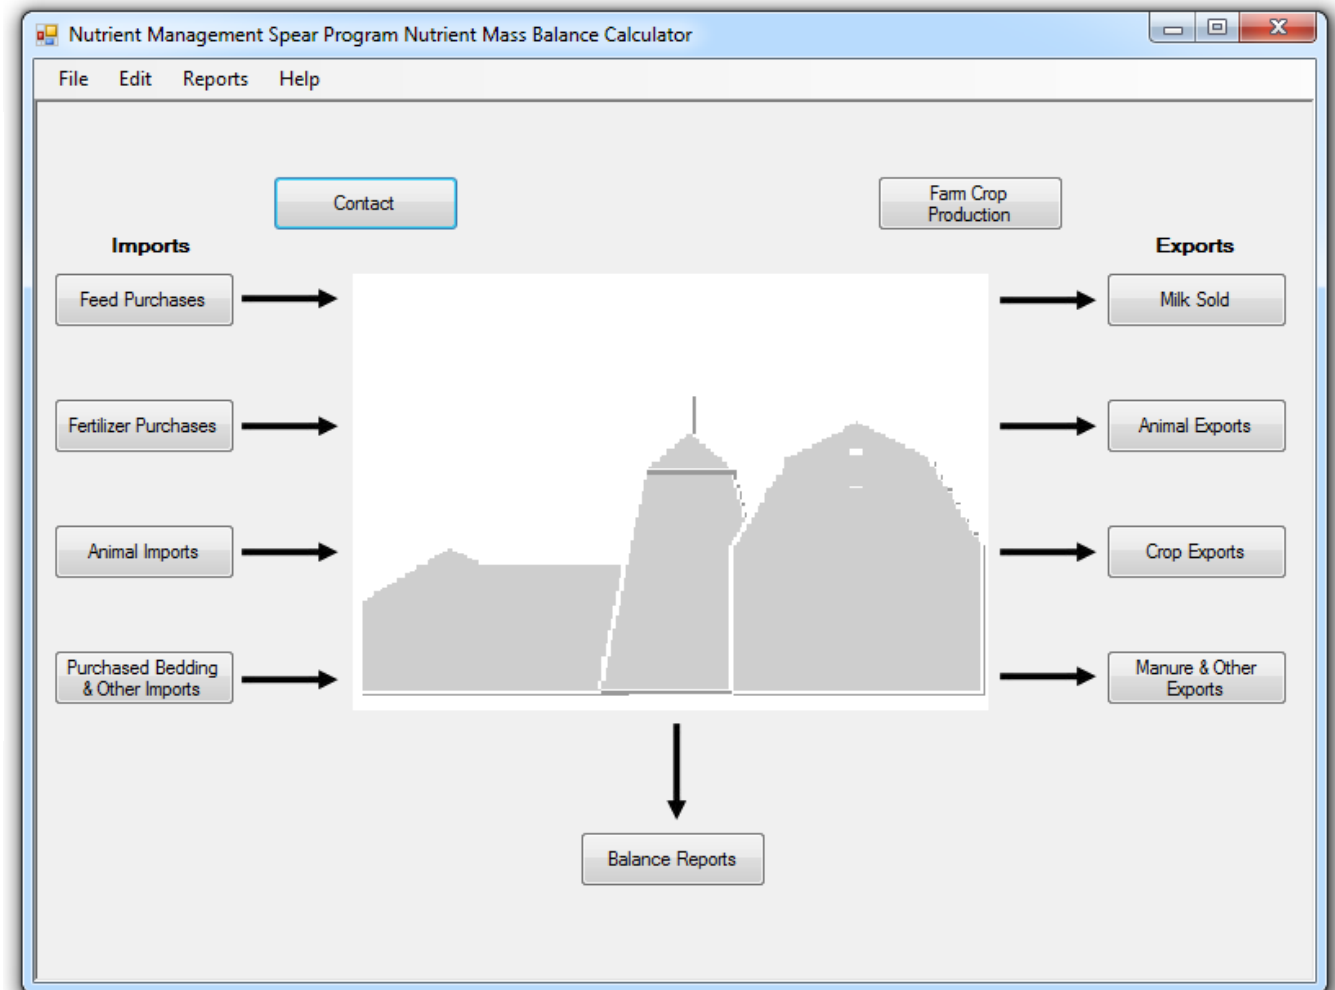 Nutrient Management Spear Program Nutrient Mass Balance Calculator
File Edit Reports Help
Contact
Farm Crop
Production
Imports
Exports
Feed Purchases
Milk Sold
Fertilizer Purchases
Animal Exports
Animal Imports
Crop Exports
Purchased Bedding
& Other Imports
Manure & Other
Exports
Balance Reports